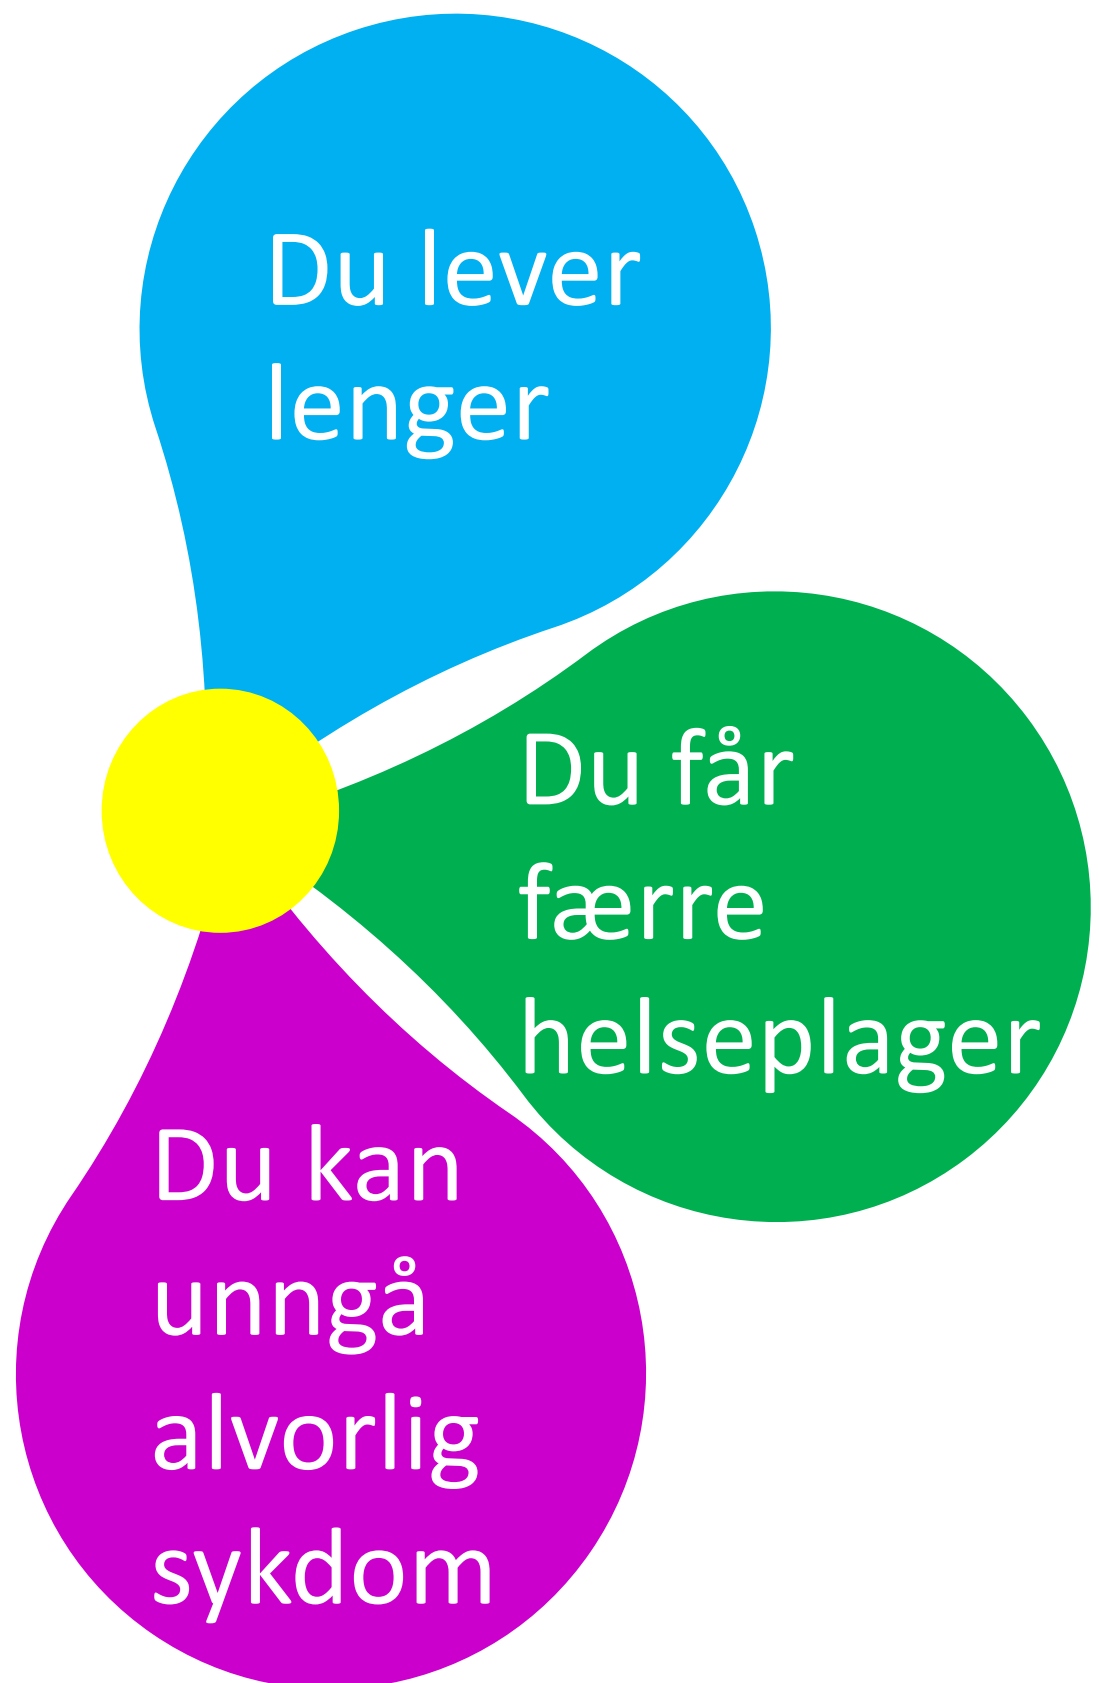 Du lever
lenger
Du får
færre
helseplager
Du kan
unngå
alvorlig
sykdom